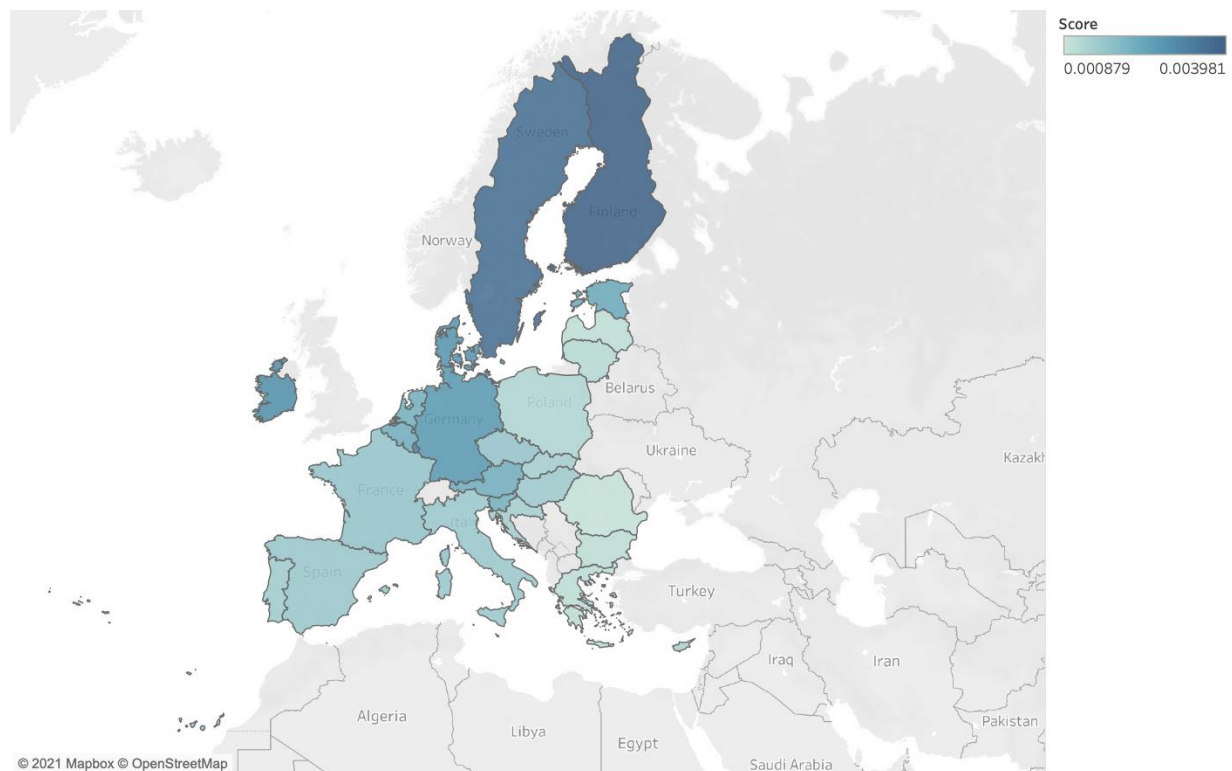 Score
0.000879 0.003981
Sweden
Finland
Norway
Belarus
Poland
Germany
Ukraine
Kazakh
France
Italy
Spain
Turkey
Iraq
Iran
Algeria
Libya
Egypt
Pakistan
Saudi Arabia
© 2021 Mapbox © OpenStreetMap